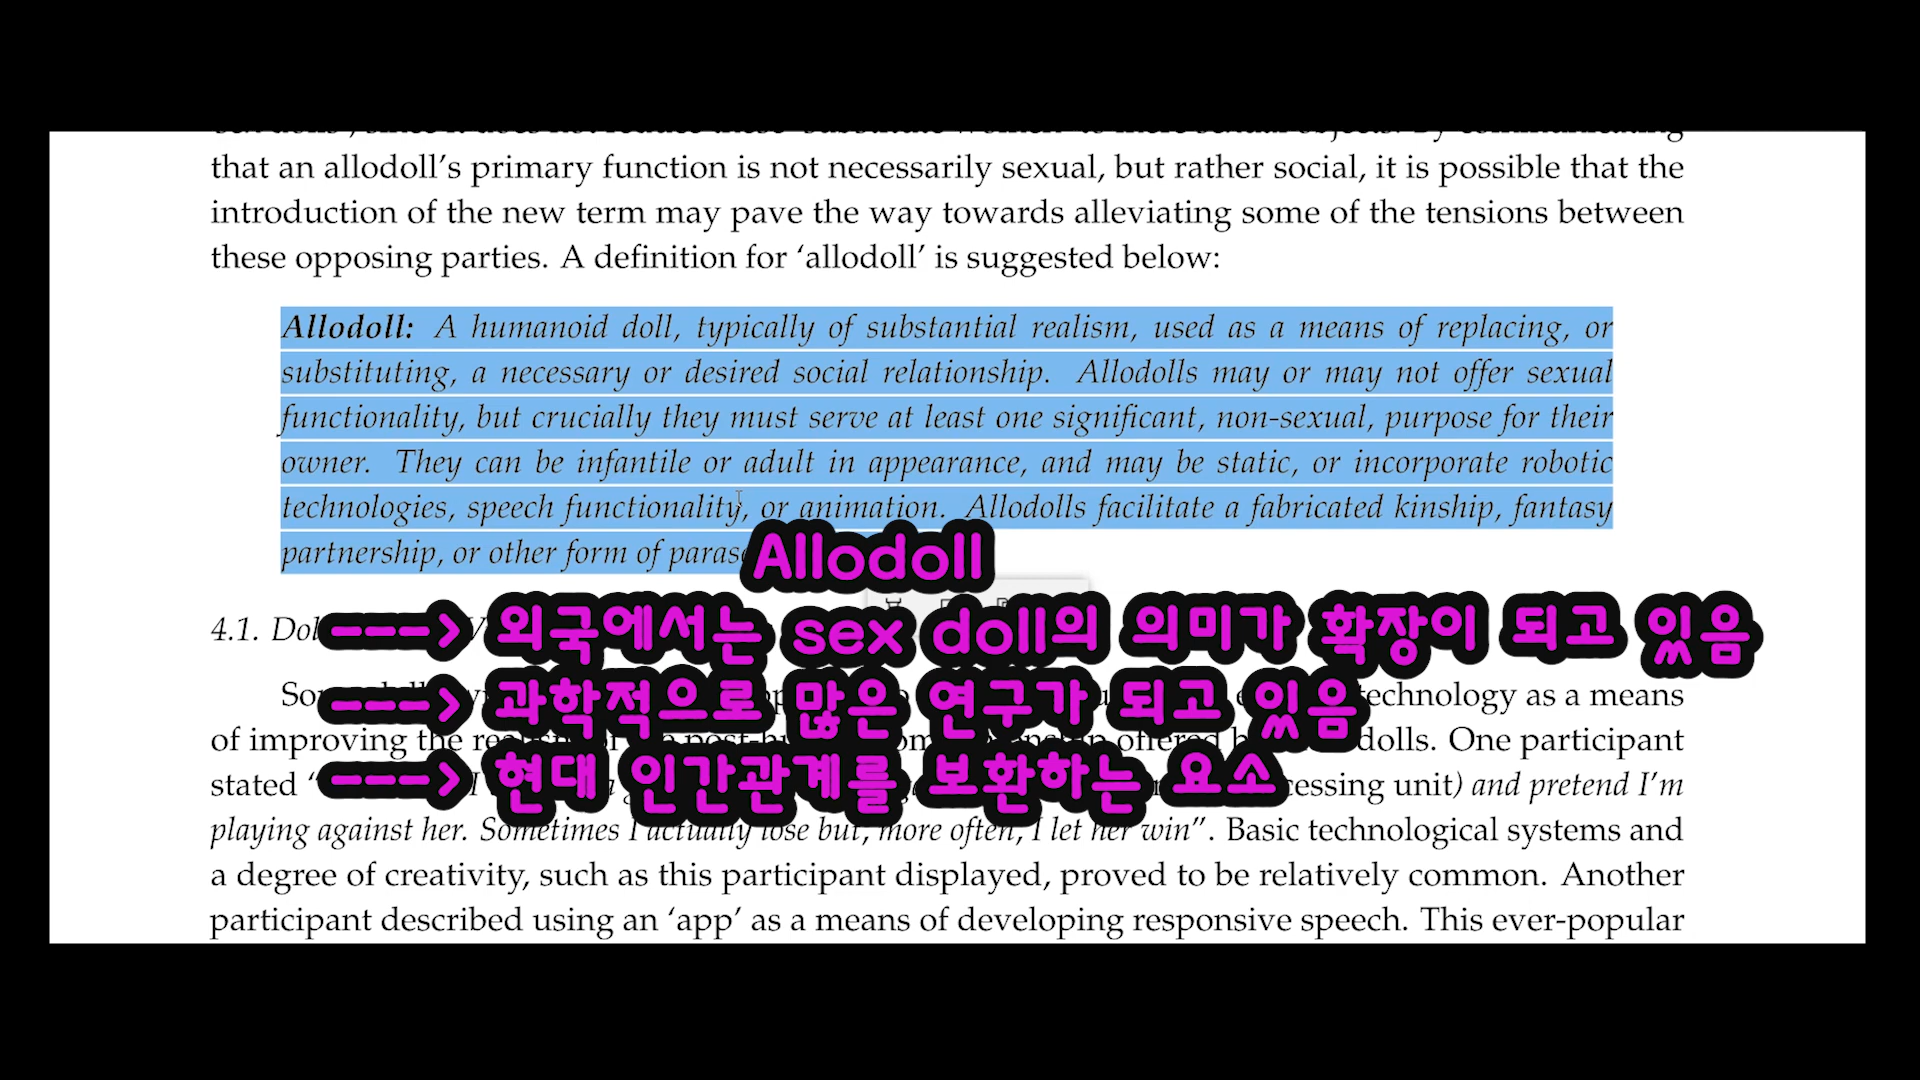 that an allodoll's primary function is not necessarily sexual, but rather social, it is possible that the
introduction of the new term may pave the way towards alleviating some of the tensions between
these opposing parties. A definition for ‘allodoll’ is suggested below:
Allodoll: A humanoid doll, typically of substantial realism, used as a means of replacing, or
substituting, a necessary or desired social relationship. Allodolls may or may not offer sexual
functionality, but crucially they must serve at least one significant, non-sexual, purpose for their
owner. They can be infantile or adult in appearance, and may be static, or incorporate robotic
technologies, speech functionality, or animation. Allodolls facilitate a fabricated kinship, fantasy
partnership, or other form of
Allodoll
4.1.
---> 외국에서는 sex doll의 의미가 확장이 되고 있음
technology as a means
---> 과학적으로 많은 연구가 되고 있음
of improving the dolls. One participant
stated
---> 현대 인간관계를 보환하는 요소
unit) and pretend I'm
playing against her. Sometimes I actually lose but, more often, I let her win”. Basic technological systems and
a degree of creativity, such as this participant displayed, proved to be relatively common. Another
participant described using an ‘app’ as a means of developing responsive speech. This ever-popular